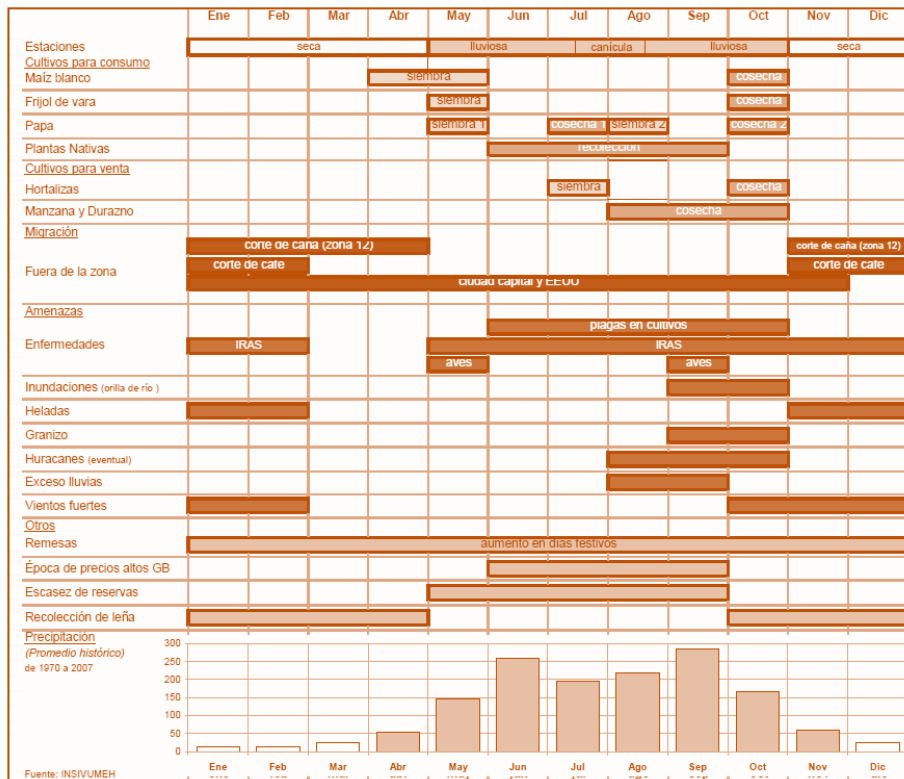 Ene Feb Mar Abr May Jun Jul Ago Sep Oct Nov Dic
Estaciones seca lluviosa canícula lluviosa seca
Cultivos para consumo
Maíz blanco siembra cosecha
Frijol de vara siembra cosecha
Papa siembra 1 cosecha 1 siembra 2 cosecha 2
Plantas Nativas recolección
Cultivos para venta
Hortalizas siembra cosecha
Manzana y Durazno cosecha
Migración
corte de caña (zona 12) corte de caña (zona 12)
corte de cafe corte de cafe
Fuera de la zona
ciudad capital y EEUU
Amenazas
plagas en cultivos
Enfermedades IRAS IRAS
aves aves
Inundaciones (orilla de río )
Heladas
Granizo
Huracanes (eventual)
Exceso lluvias
Vientos fuertes
Otros
Remesas aumento en días festivos
Época de precios altos GB
Escasez de reservas
Recolección de leña
Precipitación
(Promedio histórico)
de 1970 a 2007
300
250
200
150
100
50
0
Ene Feb Mar Abr May Jun Jul Ago Sep Oct Nov Dic
Fuente: INSIVUMEH